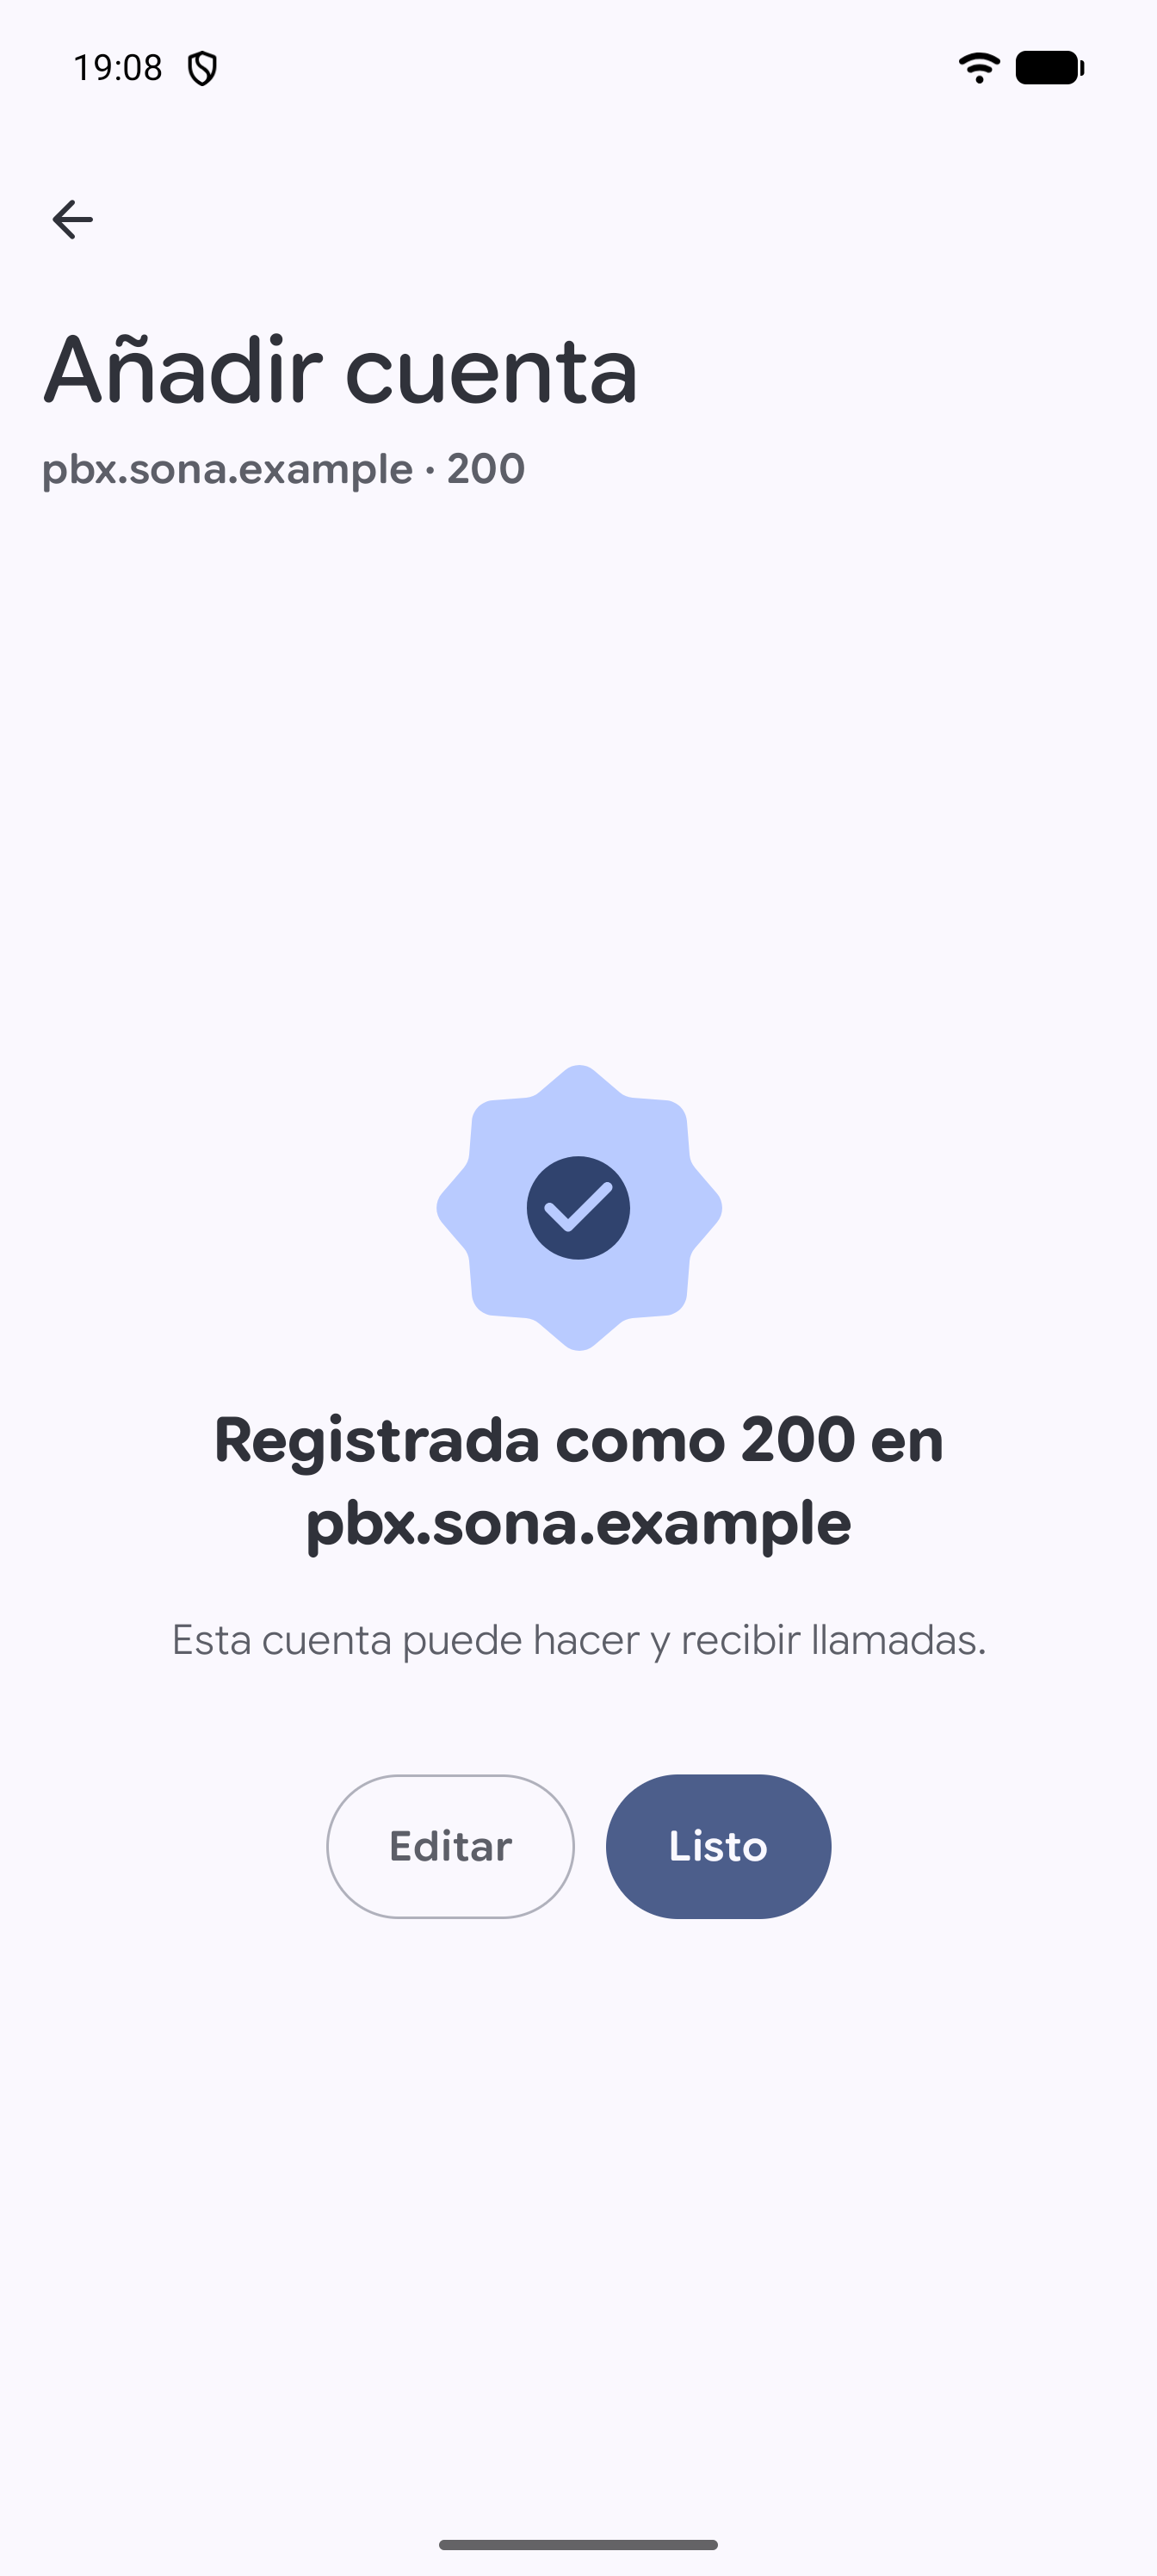 19:08
Añadir cuenta
pbx.sona.example · 200
Registrada como 200 en
pbx.sona.example
Esta cuenta puede hacer y recibir llamadas.
Editar
Listo